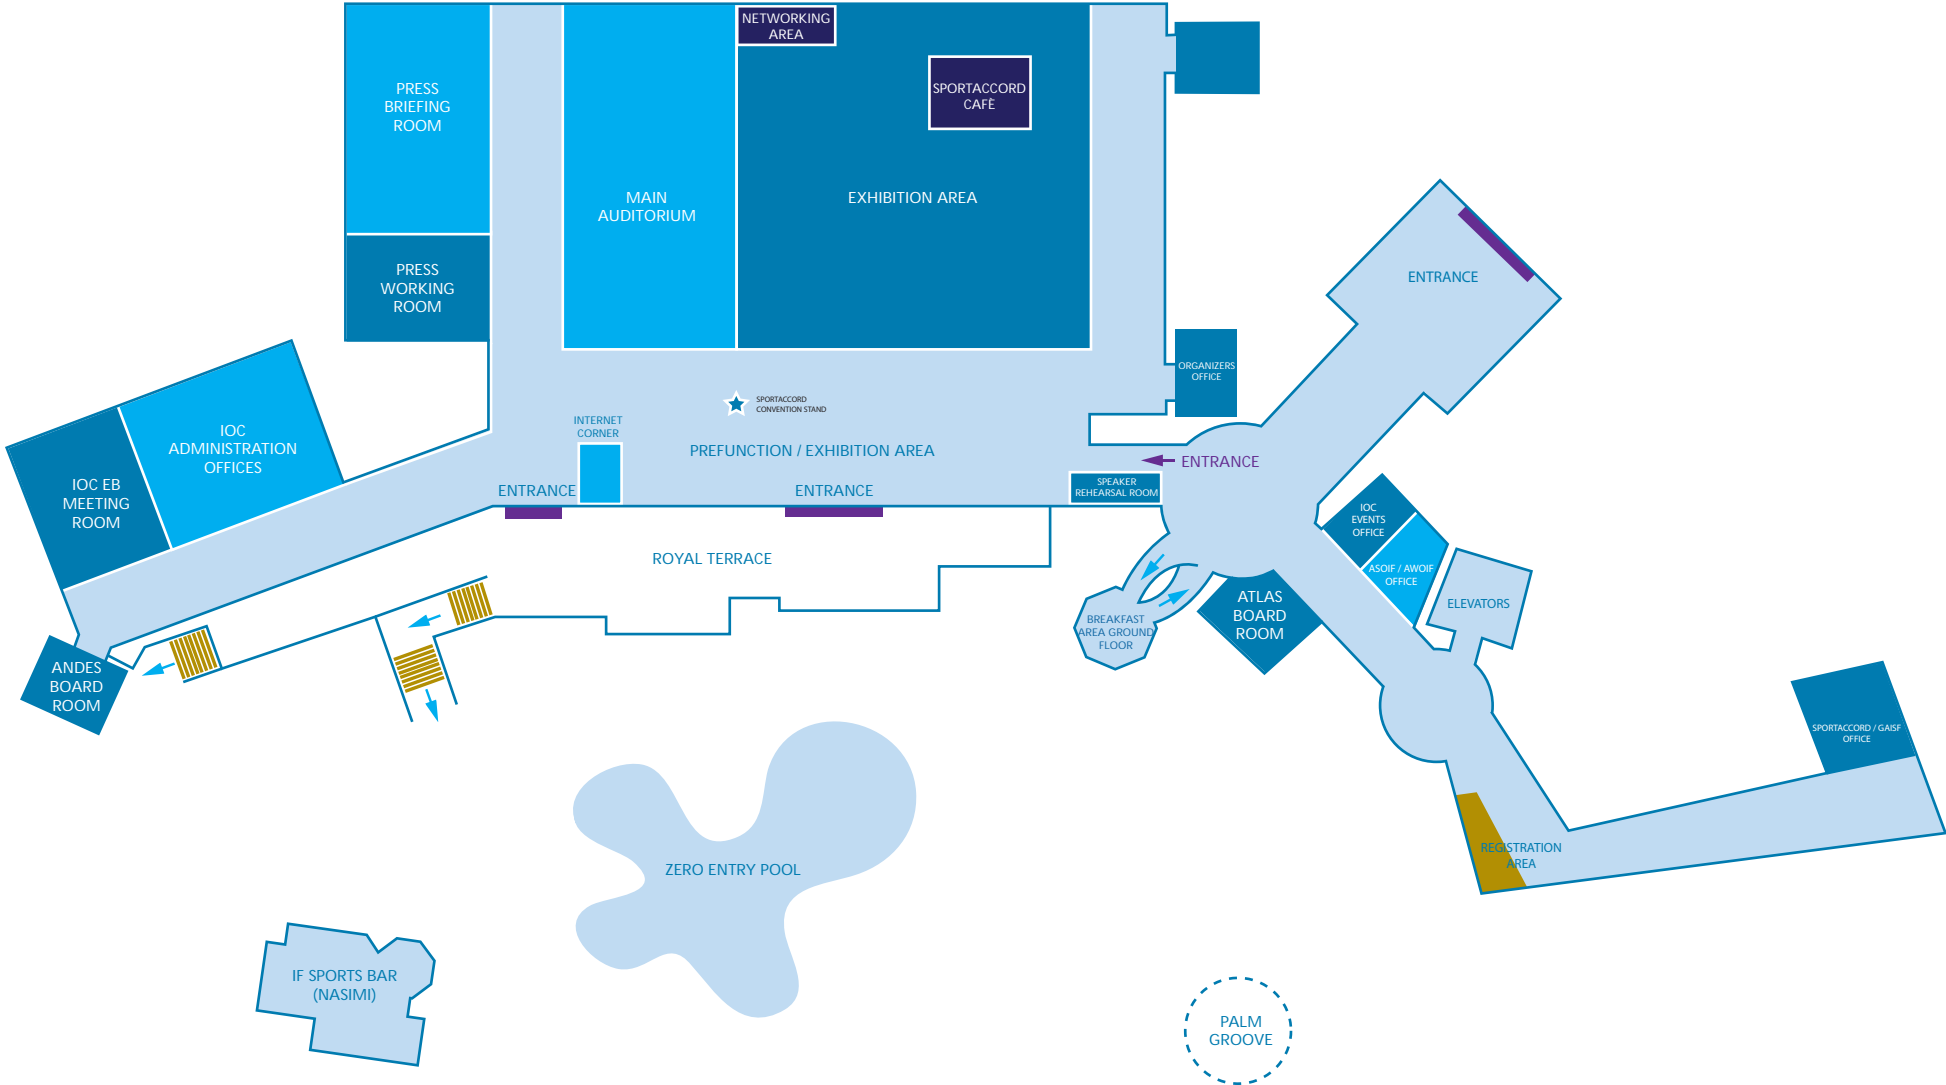 NETWORKING
AREA
PRESS
BRIEFING
ROOM
SPORTACCORD
CAFÈ
MAIN
AUDITORIUM
EXHIBITION AREA
PRESS
WORKING
ROOM
ENTRANCE
ORGANIZERS
OFFICE
SPORTACCORD
CONVENTION STAND
INTERNET
CORNER
IOC
ADMINISTRATION
OFFICES
PREFUNCTION / EXHIBITION AREA
ENTRANCE
IOC EB
MEETING
ROOM
ENTRANCE
ENTRANCE
SPEAKER
REHEARSAL ROOM
IOC
EVENTS
OFFICE
ROYAL TERRACE
ASOIF / AWOIF
OFFICE
ATLAS
BOARD
ROOM
ELEVATORS
BREAKFAST
AREA GROUND
FLOOR
ANDES
BOARD
ROOM
SPORTACCORD / GAISF
OFFICE
REGISTRATION
AREA
ZERO ENTRY POOL
IF SPORTS BAR
(NASIMI)
PALM
GROOVE